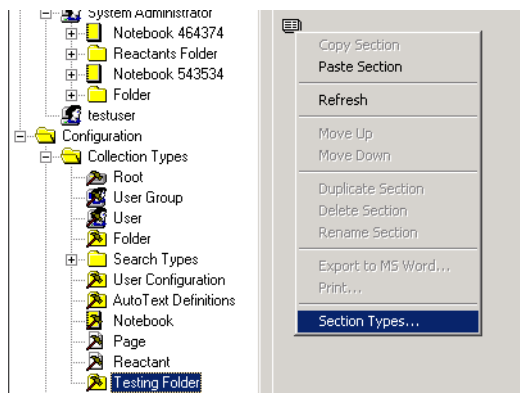 System Administrator
Notebook 464374
Reactants Folder
Notebook 543534
Folder
testuser
Configuration
Collection Types
Root
User Group
User
Folder
Search Types
User Configuration
AutoText Definitions
Notebook
Page
Reactant
Testing Folder
Copy Section
Paste Section
Refresh
Move Up
Move Down
Duplicate Section
Delete Section
Rename Section
Export to MS Word...
Print...
Section Types...